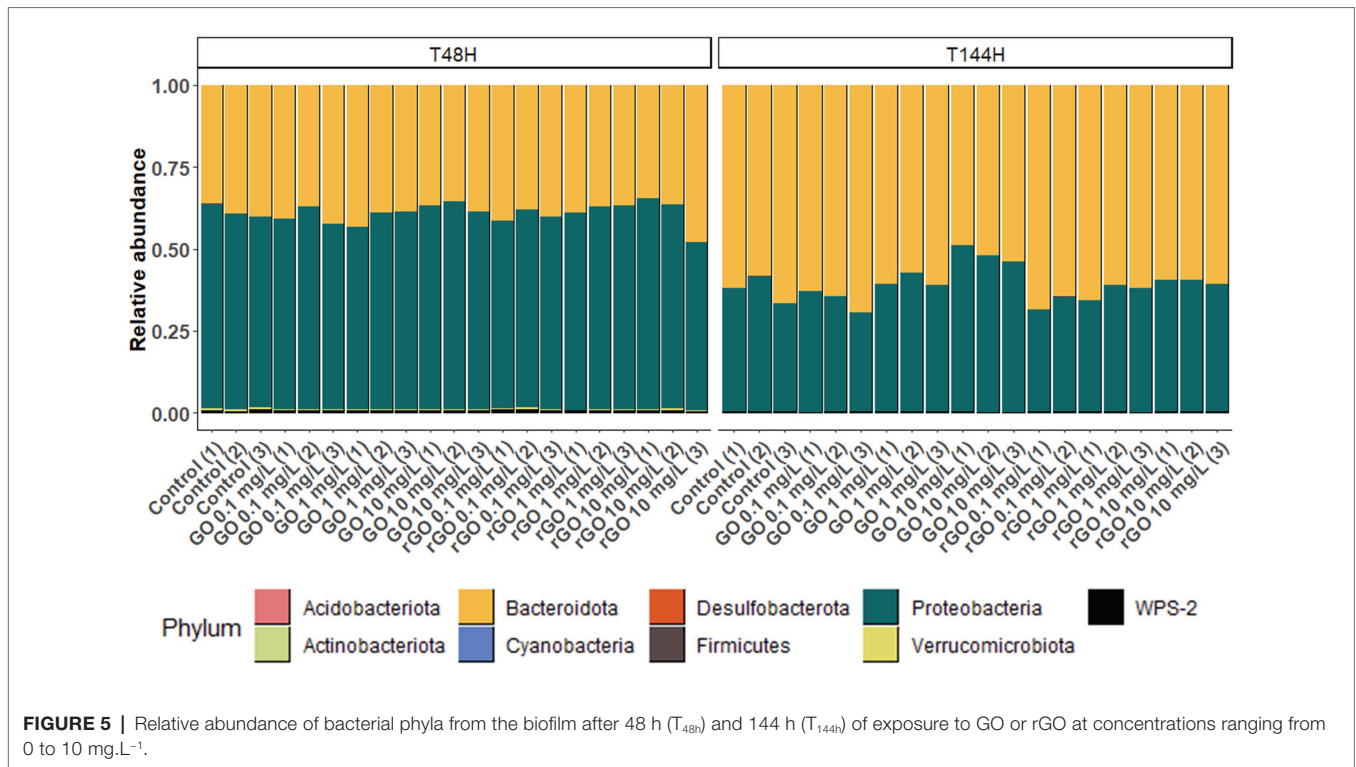 T48H
T144H
Relative abundance
1.00
0.75
0.50
0.25
0.00
Control (1)
Control (2)
Control (3)
GO 0.1 mg/L (1)
GO 0.1 mg/L (2)
GO 0.1 mg/L (3)
GO 1 mg/L (1)
GO 1 mg/L (2)
GO 1 mg/L (3)
GO 10 mg/L (1)
GO 10 mg/L (2)
GO 10 mg/L (3)
rGO 0.1 mg/L (1)
rGO 0.1 mg/L (2)
rGO 0.1 mg/L (3)
rGO 1 mg/L (1)
rGO 1 mg/L (2)
rGO 1 mg/L (3)
rGO 10 mg/L (1)
rGO 10 mg/L (2)
rGO 10 mg/L (3)
Control (1)
Control (2)
Control (3)
GO 0.1 mg/L (1)
GO 0.1 mg/L (2)
GO 0.1 mg/L (3)
GO 1 mg/L (1)
GO 1 mg/L (2)
GO 1 mg/L (3)
GO 10 mg/L (1)
GO 10 mg/L (2)
GO 10 mg/L (3)
rGO 0.1 mg/L (1)
rGO 0.1 mg/L (2)
rGO 0.1 mg/L (3)
rGO 1 mg/L (1)
rGO 1 mg/L (2)
rGO 1 mg/L (3)
rGO 10 mg/L (1)
rGO 10 mg/L (2)
rGO 10 mg/L (3)
Phylum
Acidobacteriota
Actinobacteriota
Bacteroidota
Cyanobacteria
Desulfobacterota
Firmicutes
Proteobacteria
Verrucomicrobiota
WPS-2
FIGURE 5 | Relative abundance of bacterial phyla from the biofilm after 48 h (T48h) and 144 h (T144h) of exposure to GO or rGO at concentrations ranging from
0 to 10 mg.L⁻¹.